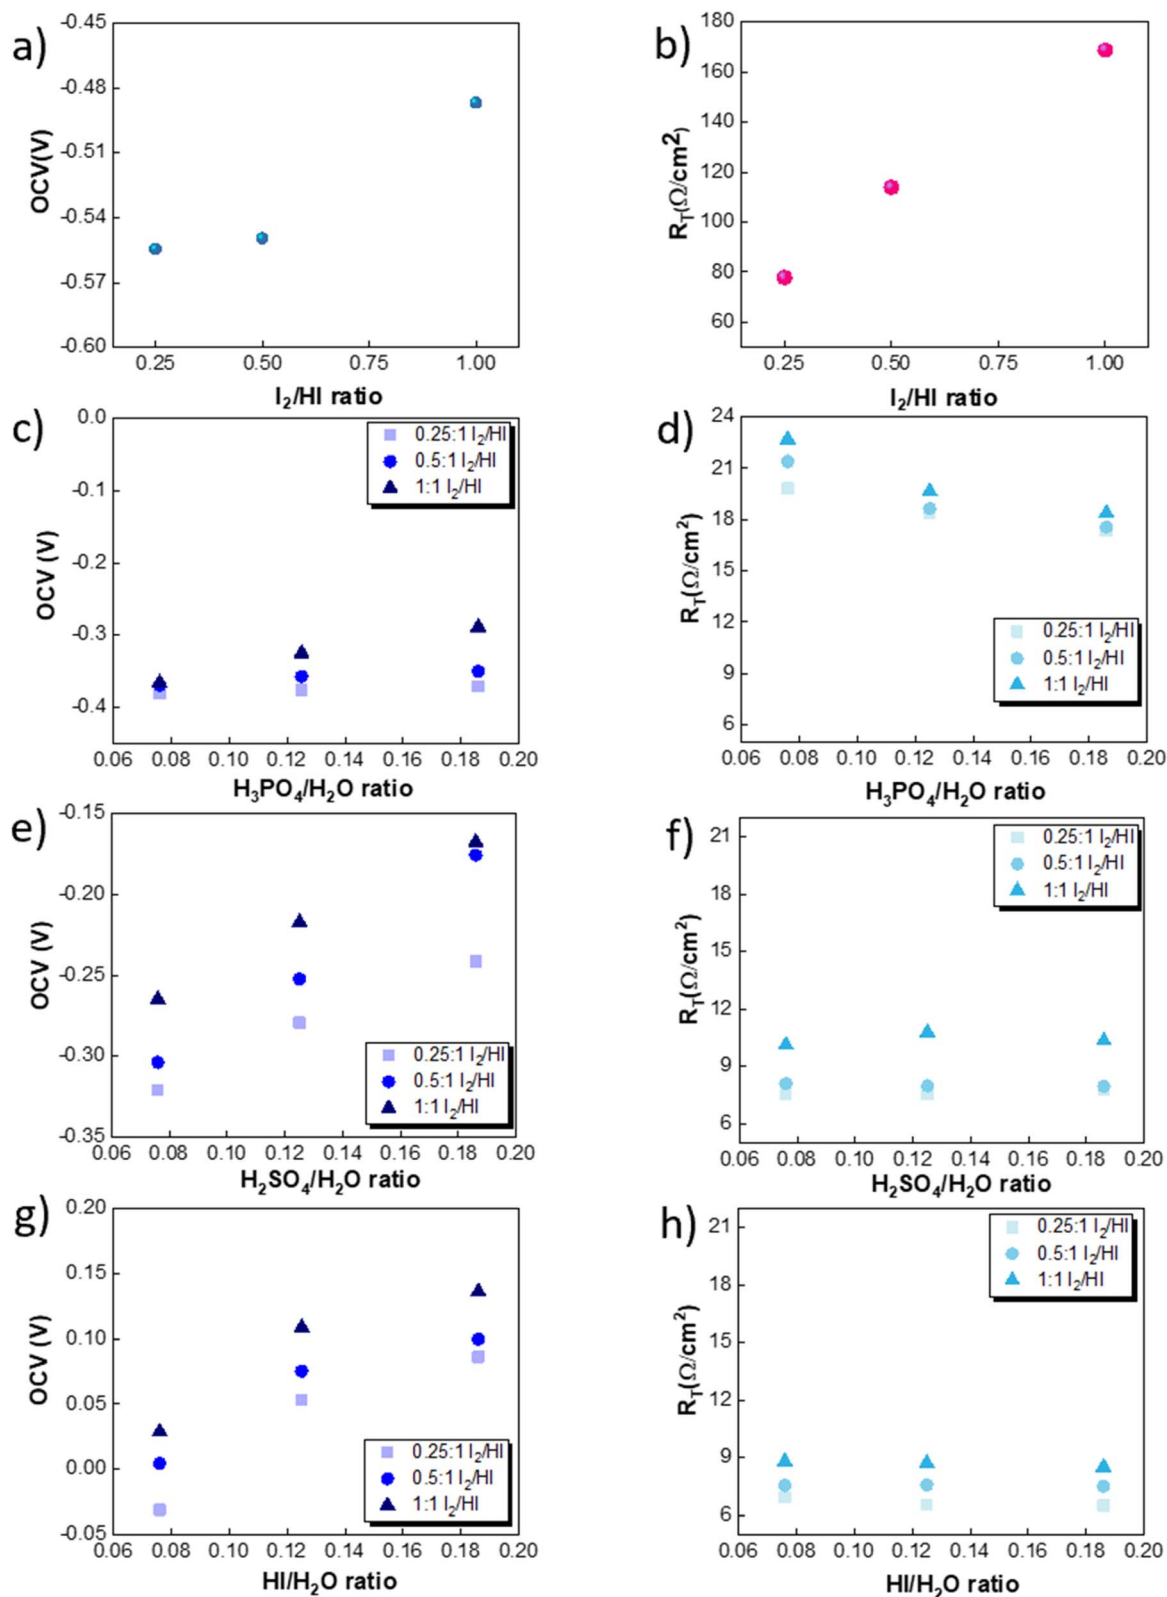 a)
-0.45
-0.48
-0.51
-0.54
-0.57
-0.60
OCV(V)
0.25 0.50 0.75 1.00
I₂/HI ratio
b)
180
160
140
120
100
80
60
R_T(Ω/cm²)
0.25 0.50 0.75 1.00
I₂/HI ratio
c)
0.0
-0.1
-0.2
-0.3
-0.4
OCV (V)
0.25:1 I₂/HI
0.5:1 I₂/HI
1:1 I₂/HI
0.06 0.08 0.10 0.12 0.14 0.16 0.18 0.20
H₃PO₄/H₂O ratio
d)
24
21
18
15
12
9
6
R_T(Ω/cm²)
0.25:1 I₂/HI
0.5:1 I₂/HI
1:1 I₂/HI
0.06 0.08 0.10 0.12 0.14 0.16 0.18 0.20
H₃PO₄/H₂O ratio
e)
-0.15
-0.20
-0.25
-0.30
-0.35
OCV (V)
0.25:1 I₂/HI
0.5:1 I₂/HI
1:1 I₂/HI
0.06 0.08 0.10 0.12 0.14 0.16 0.18 0.20
H₂SO₄/H₂O ratio
f)
21
18
15
12
9
6
R_T(Ω/cm²)
0.25:1 I₂/HI
0.5:1 I₂/HI
1:1 I₂/HI
0.06 0.08 0.10 0.12 0.14 0.16 0.18 0.20
H₂SO₄/H₂O ratio
g)
0.20
0.15
0.10
0.05
0.00
-0.05
OCV (V)
0.25:1 I₂/HI
0.5:1 I₂/HI
1:1 I₂/HI
0.06 0.08 0.10 0.12 0.14 0.16 0.18 0.20
HI/H₂O ratio
h)
21
18
15
12
9
6
R_T(Ω/cm²)
0.25:1 I₂/HI
0.5:1 I₂/HI
1:1 I₂/HI
0.06 0.08 0.10 0.12 0.14 0.16 0.18 0.20
HI/H₂O ratio